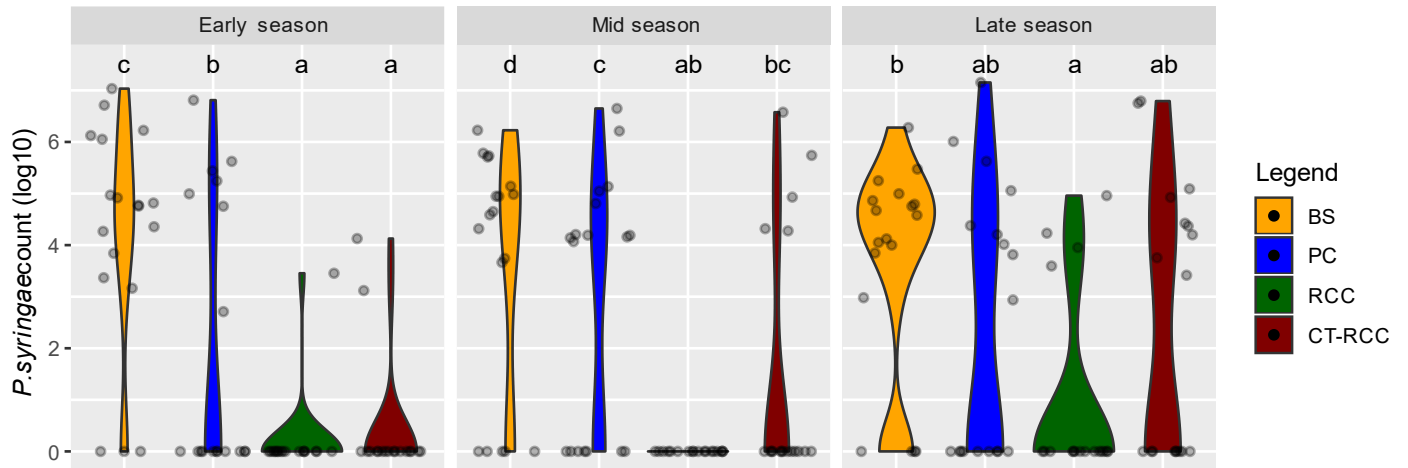 Early season
Mid season
Late season
c b a a
d c ab bc
b ab a ab
P.syringaecount (log10)
6
4
2
0
Legend
BS
PC
RCC
CT-RCC